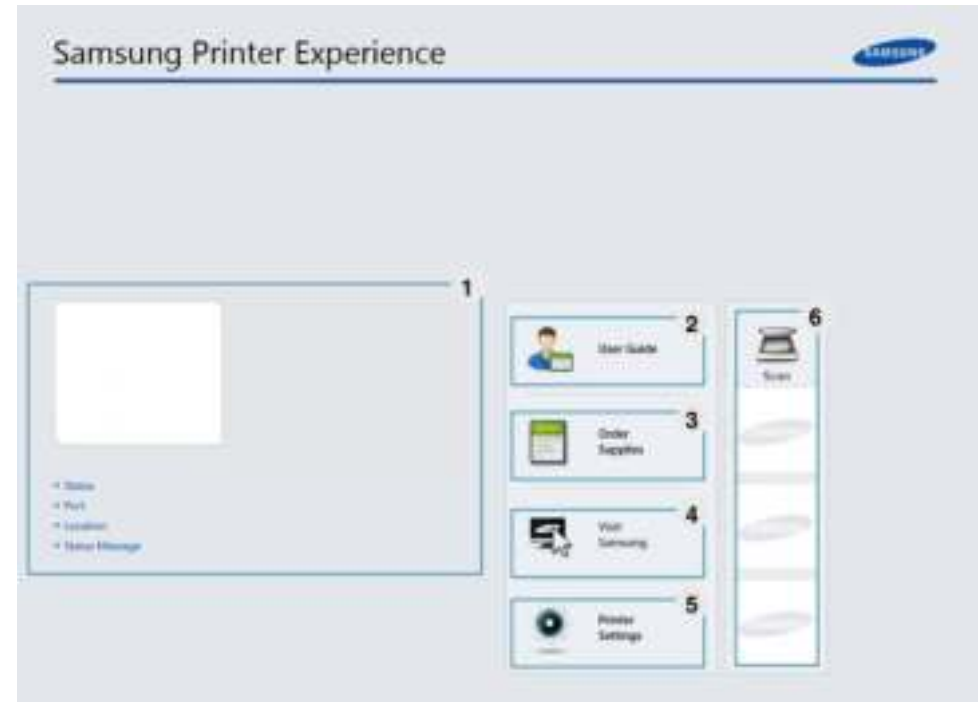 Samsung Printer Experience
SAMSUNG
1
Status
Port
Location
Status Message
2
User Guide
3
Order
Supplies
4
Visit
Samsung
5
Printer
Settings
6
Scan